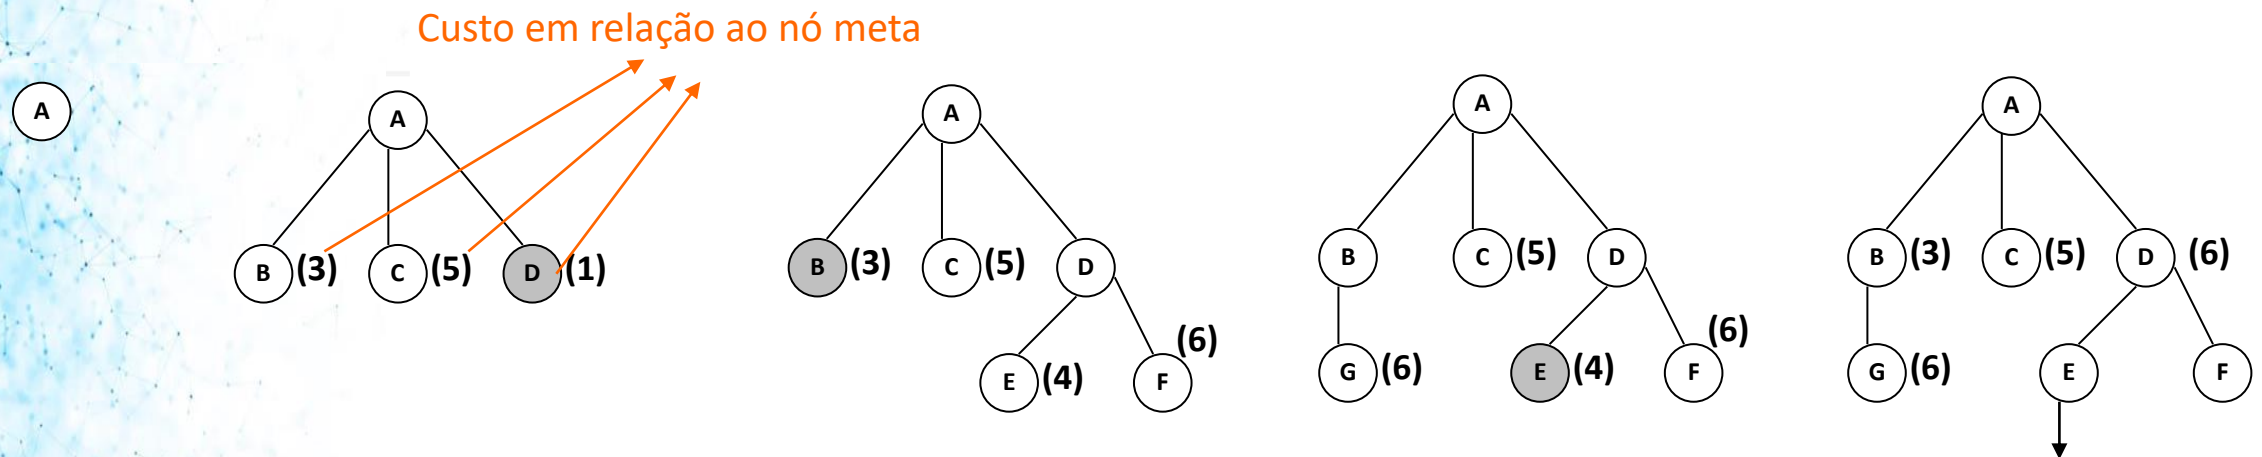 Custo em relação ao nó meta
A
A
B (3) C (5) D (1)
A
B (3) C (5) D
(6)
E (4) F
A
B C (5) D
(6)
G (6) E (4) F
A
B (3) C (5) D (6)
G (6) E F